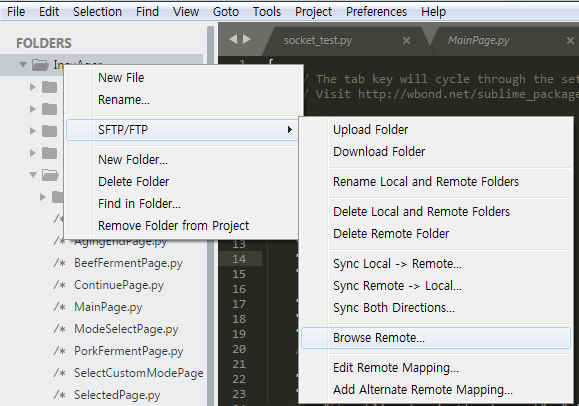 File Edit Selection Find View Goto Tools Project Preferences Help
FOLDERS
socket_test.py
MainPage.py
1 {
The tab key will cycle through the set
Visit http://wbond.net/sublime_packag
New File
Rename...
SFTP/FTP
New Folder...
Delete Folder
Find in Folder...
Remove Folder from Project
Upload Folder
Download Folder
Rename Local and Remote Folders
Delete Local and Remote Folders
Delete Remote Folder
Sync Local -> Remote...
Sync Remote -> Local...
Sync Both Directions...
Browse Remote...
Edit Remote Mapping...
Add Alternate Remote Mapping...
/*
/* AgingEndPage.py
/* BeefFermentPage.py
/* ContinuePage.py
/* MainPage.py
/* ModeSelectPage.py
/* PorkFermentPage.py
/* SelectCustomModePage
/* SelectedPage.py
13
14
15
16
17
18
19
20
21
22
23